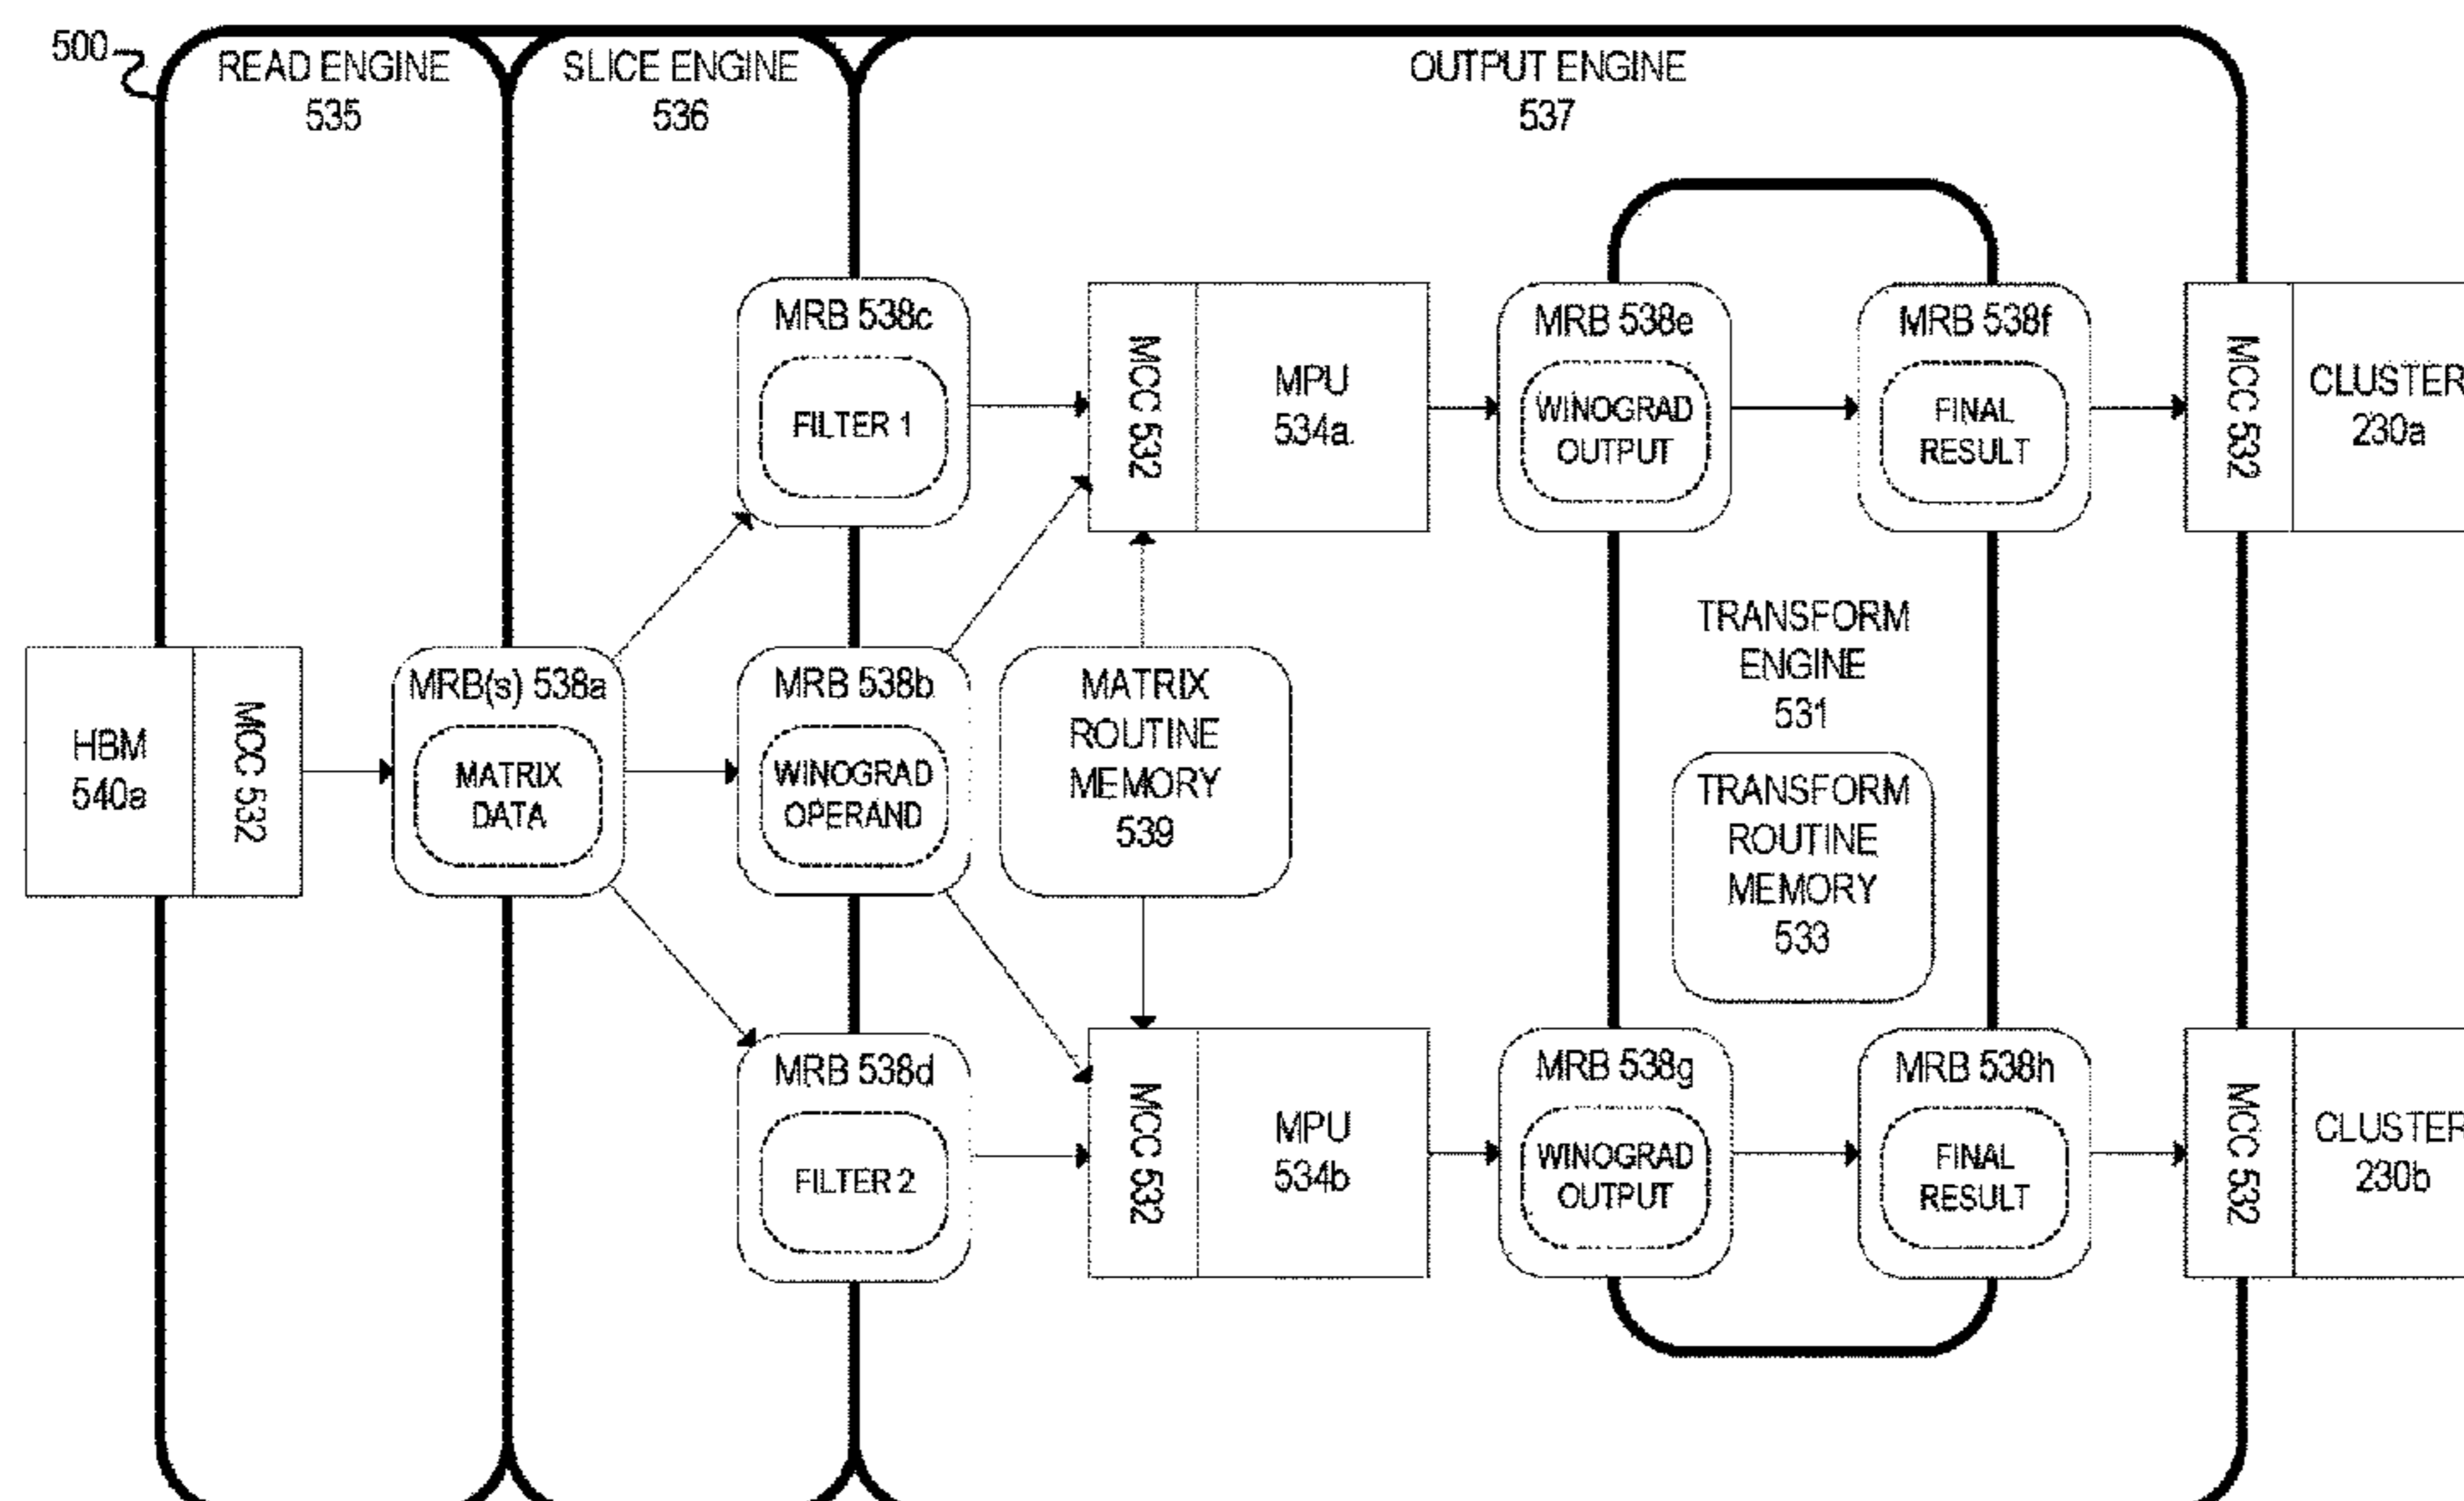 500
READ ENGINE
535
SLICE ENGINE
536
OUTPUT ENGINE
537
MRB 538c
FILTER 1
MCC 532
MPU
534a
MRB 538e
WINOGRAD
OUTPUT
MRB 538f
FINAL
RESULT
MCC 532
CLUSTER
230a
HBM
540a
MCC 532
MRB(s) 538a
MATRIX
DATA
MRB 538b
WINOGRAD
OPERAND
MATRIX
ROUTINE
MEMORY
539
TRANSFORM
ENGINE
531
TRANSFORM
ROUTINE
MEMORY
533
MRB 538d
FILTER 2
MCC 532
MPU
534b
MRB 538g
WINOGRAD
OUTPUT
MRB 538h
FINAL
RESULT
MCC 532
CLUSTER
230b